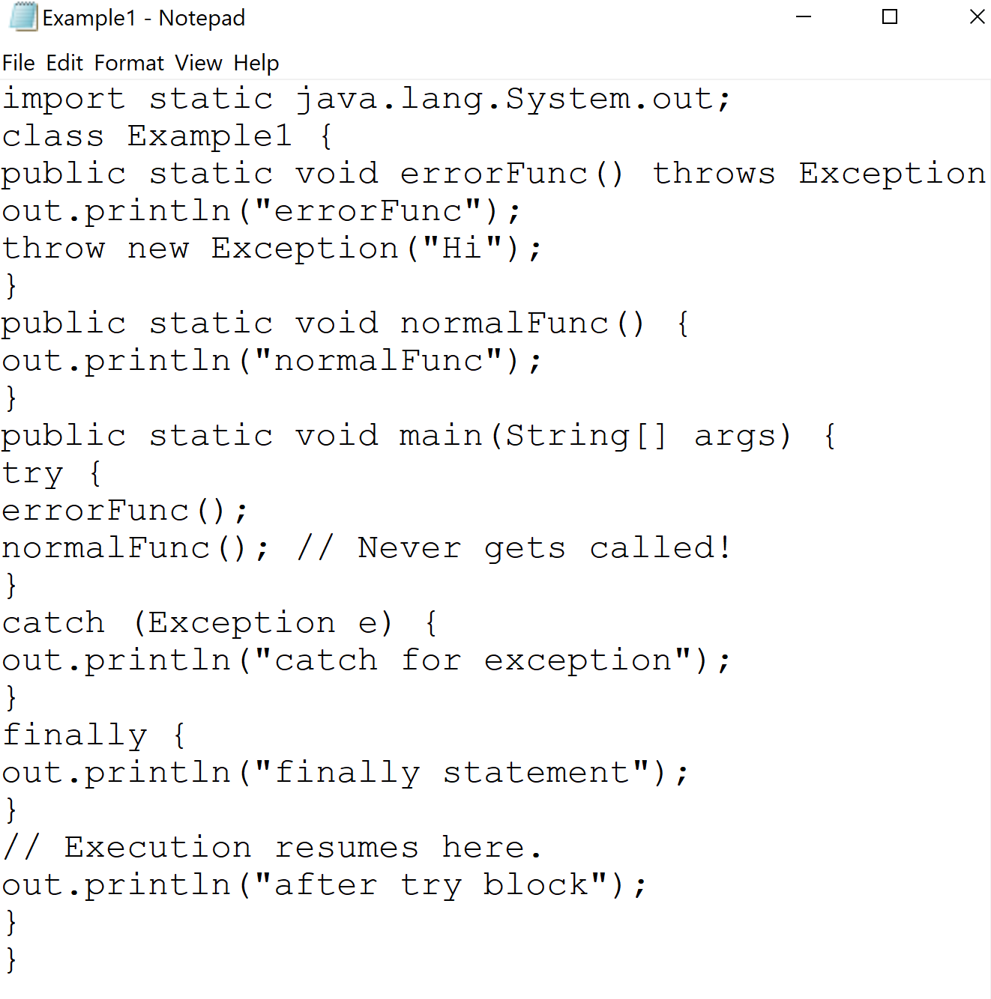 Example1 - Notepad
File Edit Format View Help
import static java.lang.System.out;
class Example1 {
public static void errorFunc() throws Exception
out.println("errorFunc");
throw new Exception("Hi");
}
public static void normalFunc() {
out.println("normalFunc");
}
public static void main(String[] args) {
try {
errorFunc();
normalFunc(); // Never gets called!
}
catch (Exception e) {
out.println("catch for exception");
}
finally {
out.println("finally statement");
}
// Execution resumes here.
out.println("after try block");
}
}